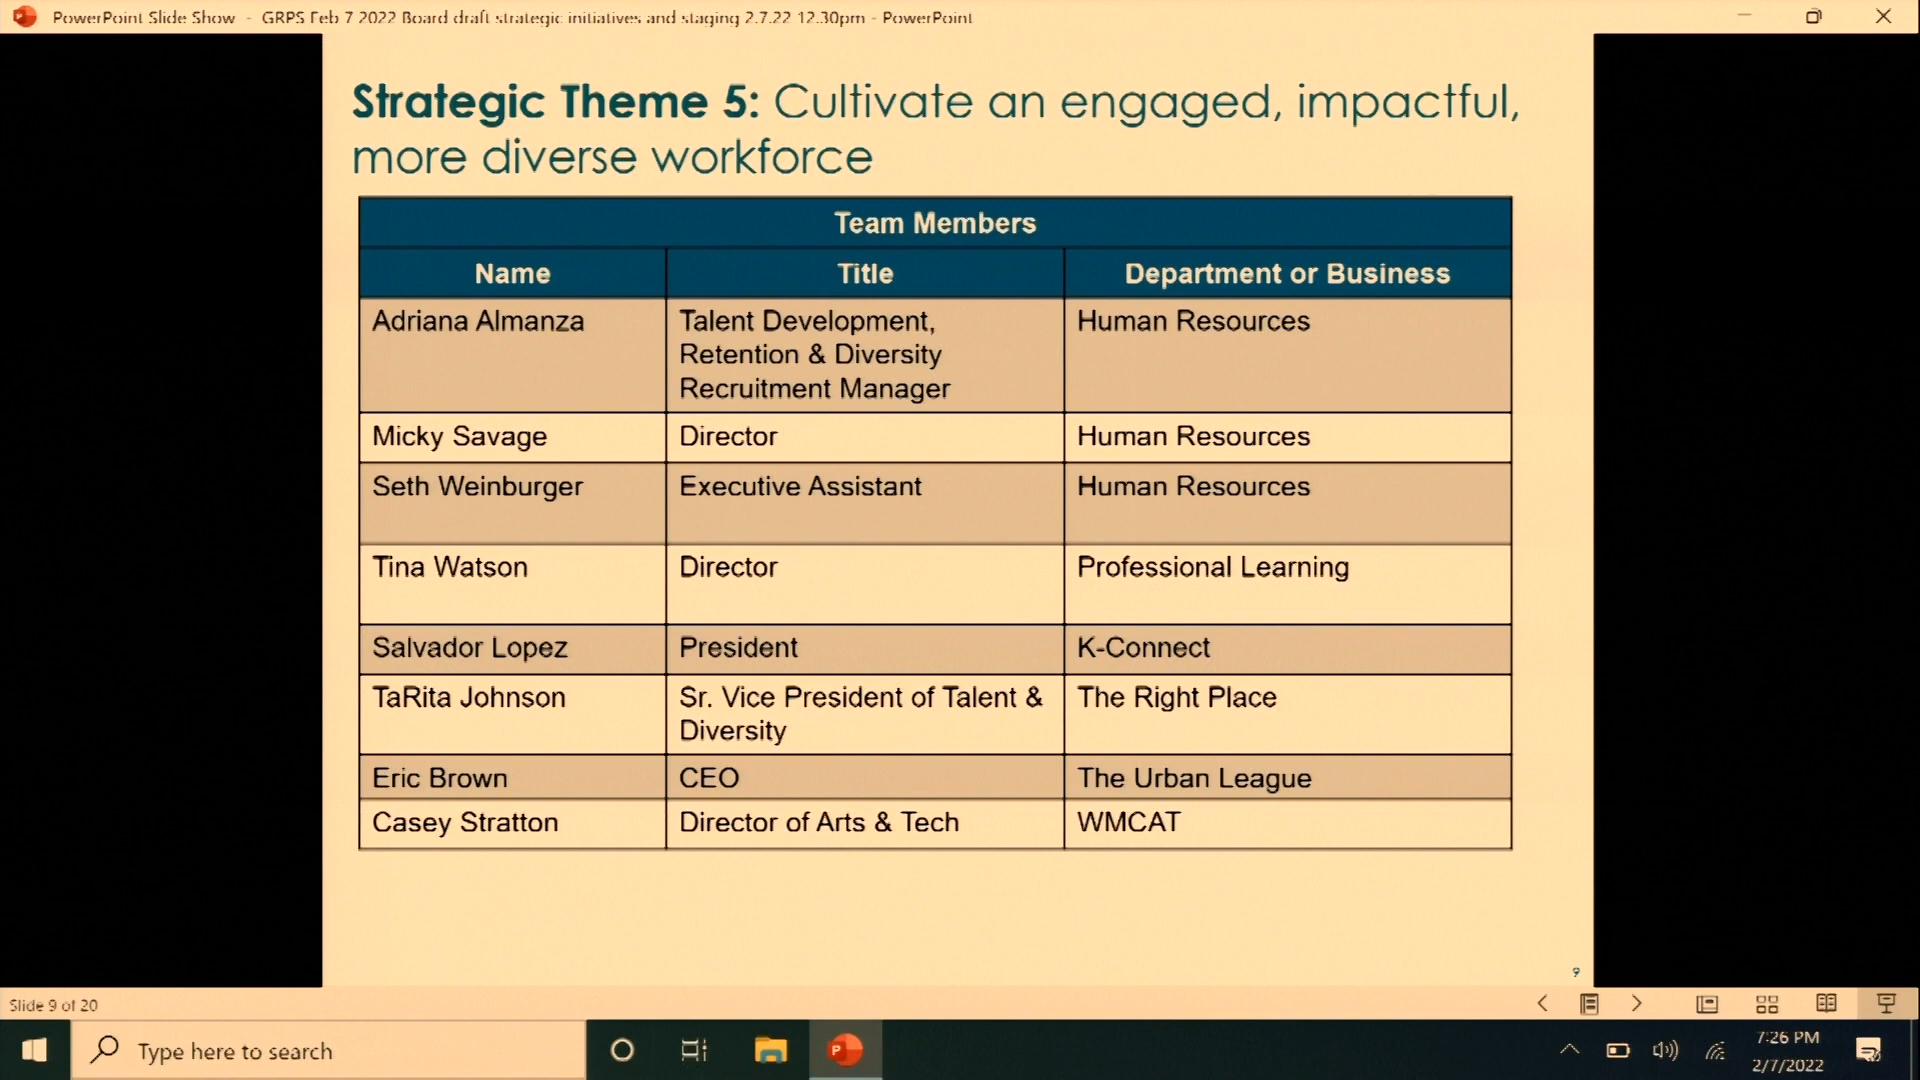 PowerPoint Slide Show - GRPS Feb 7 2022 Board draft strategic initiatives and staging 2.7.22 12.30pm - PowerPoint
Strategic Theme 5: Cultivate an engaged, impactful,
more diverse workforce
Team Members
Name Title Department or Business
Adriana Almanza Talent Development, Human Resources
Retention & Diversity
Recruitment Manager
Micky Savage Director Human Resources
Seth Weinburger Executive Assistant Human Resources
Tina Watson Director Professional Learning
Salvador Lopez President K-Connect
TaRita Johnson Sr. Vice President of Talent & The Right Place
Diversity
Eric Brown CEO The Urban League
Casey Stratton Director of Arts & Tech WMCAT
9
Slide 9 of 20
Type here to search
7:26 PM
2/7/2022